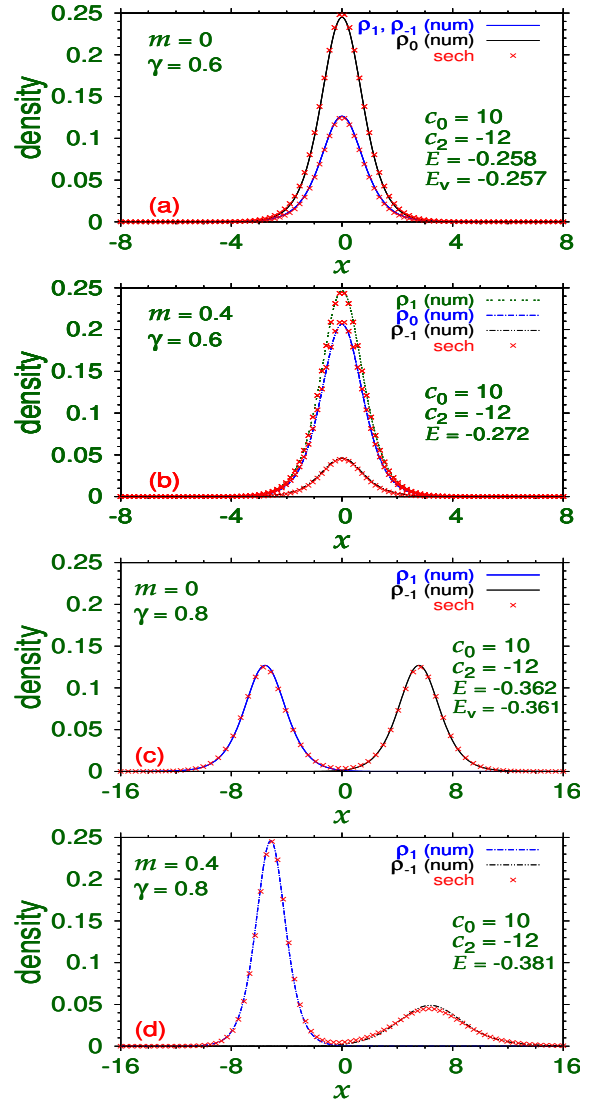 0.25
0.2
0.15
0.1
0.05
0
density
m = 0
γ = 0.6
ρ1, ρ-1 (num)
ρ0 (num)
sech
c0 = 10
c2 = -12
E = -0.258
Ev = -0.257
(a)
-8 -4 0 4 8
x
0.25
0.2
0.15
0.1
0.05
0
density
m = 0.4
γ = 0.6
ρ1 (num)
ρ0 (num)
ρ-1 (num)
sech
c0 = 10
c2 = -12
E = -0.272
(b)
-8 -4 0 4 8
x
0.25
0.2
0.15
0.1
0.05
0
density
m = 0
γ = 0.8
ρ1 (num)
ρ-1 (num)
sech
c0 = 10
c2 = -12
E = -0.362
Ev = -0.361
(c)
-16 -8 0 8 16
x
0.25
0.2
0.15
0.1
0.05
0
density
m = 0.4
γ = 0.8
ρ1 (num)
ρ-1 (num)
sech
c0 = 10
c2 = -12
E = -0.381
(d)
-16 -8 0 8 16
x